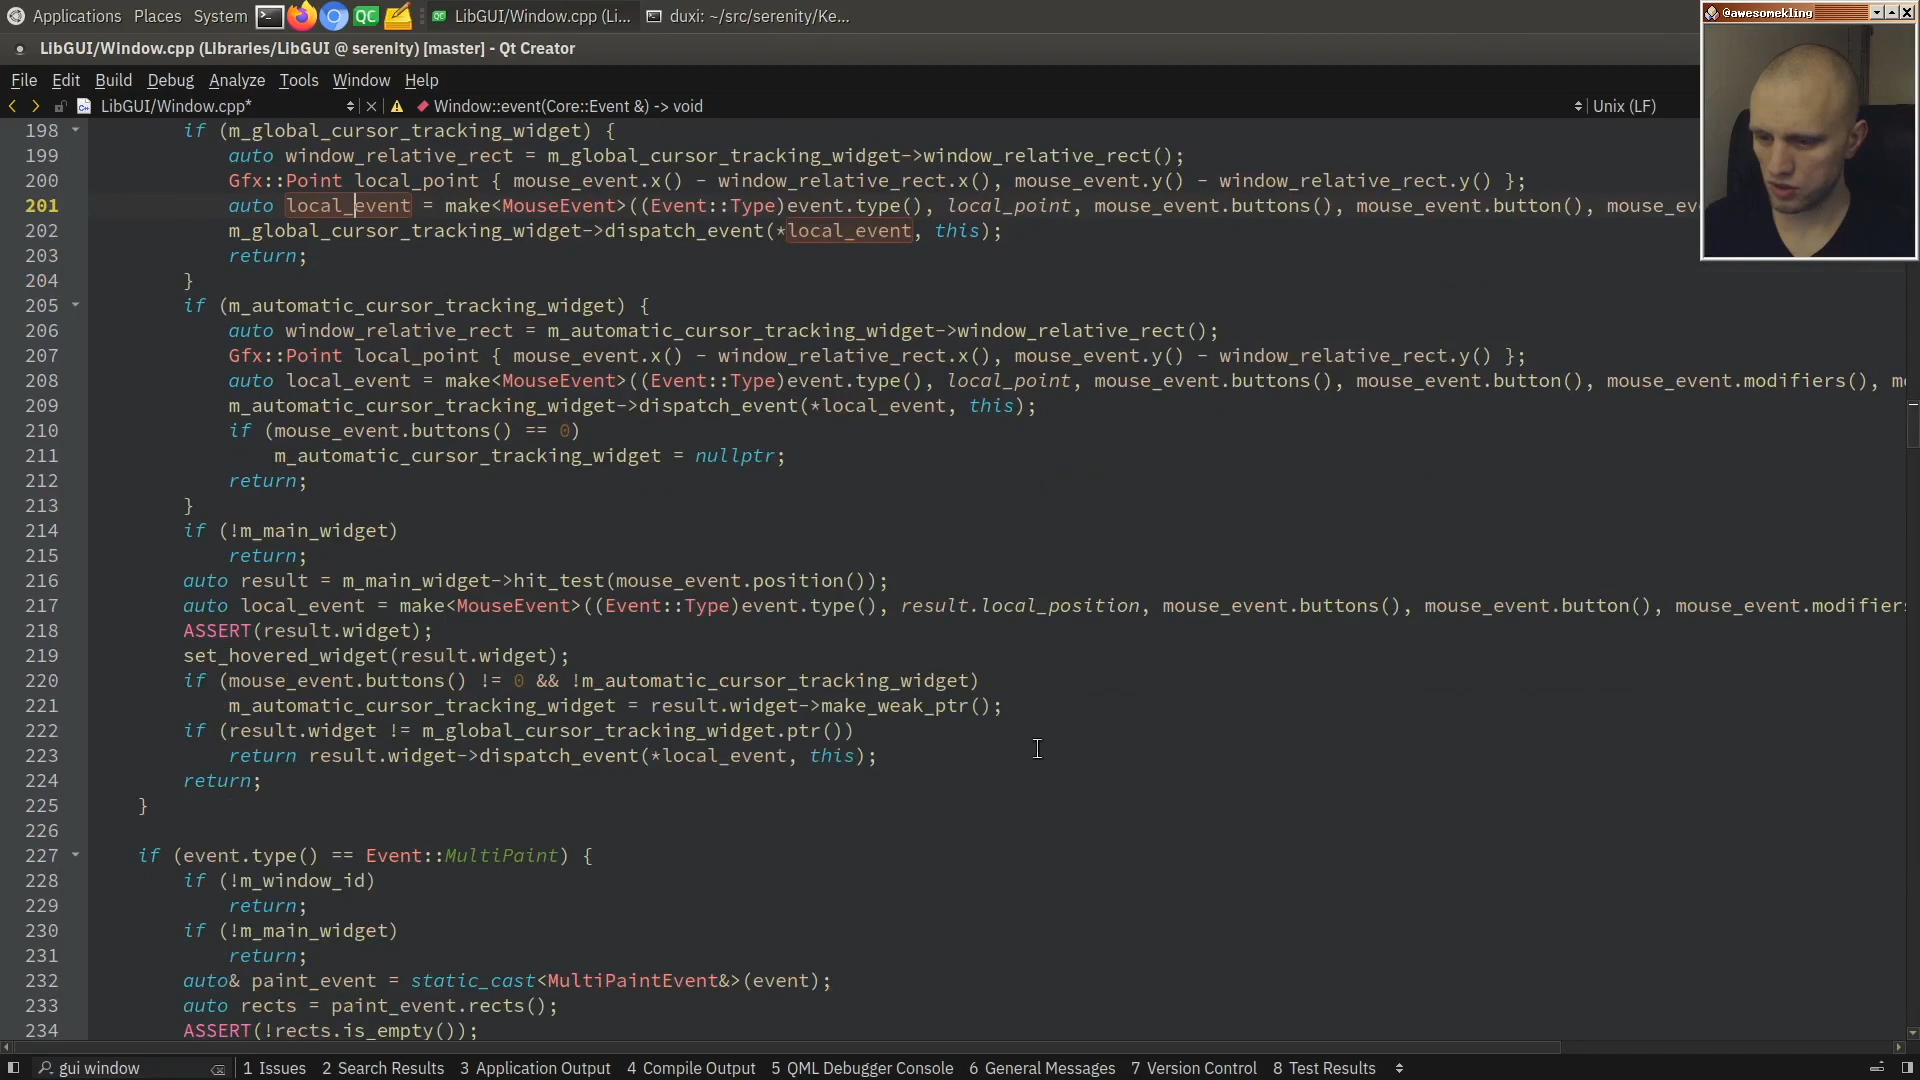 Applications Places System LibGUI/Window.cpp (Li... duxi: ~/src/serenity/Ke...
@awesomekling
LibGUI/Window.cpp (Libraries/LibGUI @ serenity) [master] - Qt Creator
File Edit Build Debug Analyze Tools Window Help
LibGUI/Window.cpp* Window::event(Core::Event &) -> void Unix (LF)
198 if (m_global_cursor_tracking_widget) {
199 auto window_relative_rect = m_global_cursor_tracking_widget->window_relative_rect();
200 Gfx::Point local_point { mouse_event.x() - window_relative_rect.x(), mouse_event.y() - window_relative_rect.y() };
201 auto local_event = make<MouseEvent>((Event::Type)event.type(), local_point, mouse_event.buttons(), mouse_event.button(), mouse_ev
202 m_global_cursor_tracking_widget->dispatch_event(*local_event, this);
203 return;
204 }
205 if (m_automatic_cursor_tracking_widget) {
206 auto window_relative_rect = m_automatic_cursor_tracking_widget->window_relative_rect();
207 Gfx::Point local_point { mouse_event.x() - window_relative_rect.x(), mouse_event.y() - window_relative_rect.y() };
208 auto local_event = make<MouseEvent>((Event::Type)event.type(), local_point, mouse_event.buttons(), mouse_event.button(), mouse_event.modifiers(), m
209 m_automatic_cursor_tracking_widget->dispatch_event(*local_event, this);
210 if (mouse_event.buttons() == 0)
211 m_automatic_cursor_tracking_widget = nullptr;
212 return;
213 }
214 if (!m_main_widget)
215 return;
216 auto result = m_main_widget->hit_test(mouse_event.position());
217 auto local_event = make<MouseEvent>((Event::Type)event.type(), result.local_position, mouse_event.buttons(), mouse_event.button(), mouse_event.modifiers
218 ASSERT(result.widget);
219 set_hovered_widget(result.widget);
220 if (mouse_event.buttons() != 0 && !m_automatic_cursor_tracking_widget)
221 m_automatic_cursor_tracking_widget = result.widget->make_weak_ptr();
222 if (result.widget != m_global_cursor_tracking_widget.ptr())
223 return result.widget->dispatch_event(*local_event, this);
224 return;
225 }
226
227 if (event.type() == Event::MultiPaint) {
228 if (!m_window_id)
229 return;
230 if (!m_main_widget)
231 return;
232 auto& paint_event = static_cast<MultiPaintEvent&>(event);
233 auto rects = paint_event.rects();
234 ASSERT(!rects.is_empty());
gui window 1 Issues 2 Search Results 3 Application Output 4 Compile Output 5 QML Debugger Console 6 General Messages 7 Version Control 8 Test Results